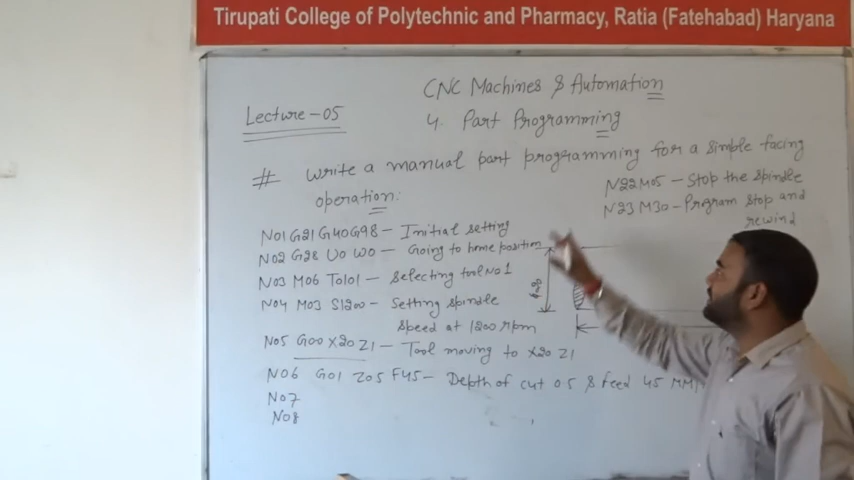 Tirupati College of Polytechnic and Pharmacy, Ratia (Fatehabad) Haryana
CNC Machines & Automation
Lecture-05
4. Part Programming
# Write a manual part programming for a simple facing
operation:
N22 M05 - Stop the spindle
N23 M30 - Program stop and
rewind
N01 G21 G40 G98 - Initial setting
N02 G28 U0 W0 - Going to home position
N03 M06 T0101 - Selecting tool No 1
N04 M03 S1200 - Setting spindle
speed at 1200 rpm
N05 G00 X20 Z1 - Tool moving to X20 Z1
N06 G01 Z05 F45 - Depth of cut 05 & feed 45 MM
N07
N08